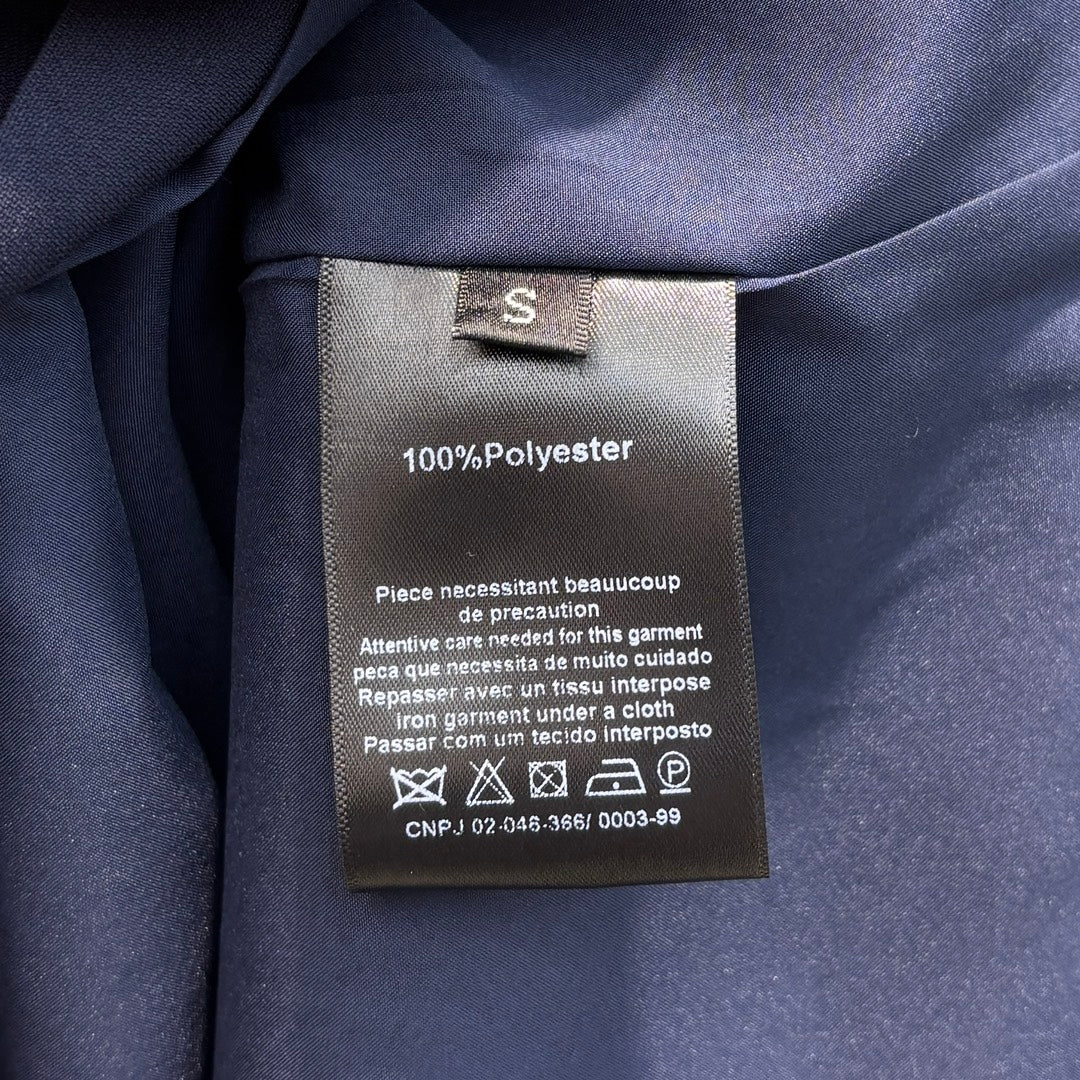 S
100%Polyester
Piece necessitant beauucoup
de precaution
Attentive care needed for this garment
peca que necessita de muito cuidado
Repasser avec un tissu interpose
iron garment under a cloth
Passar com um tecido interposto
P
CNPJ 02-046-366/ 0003-99